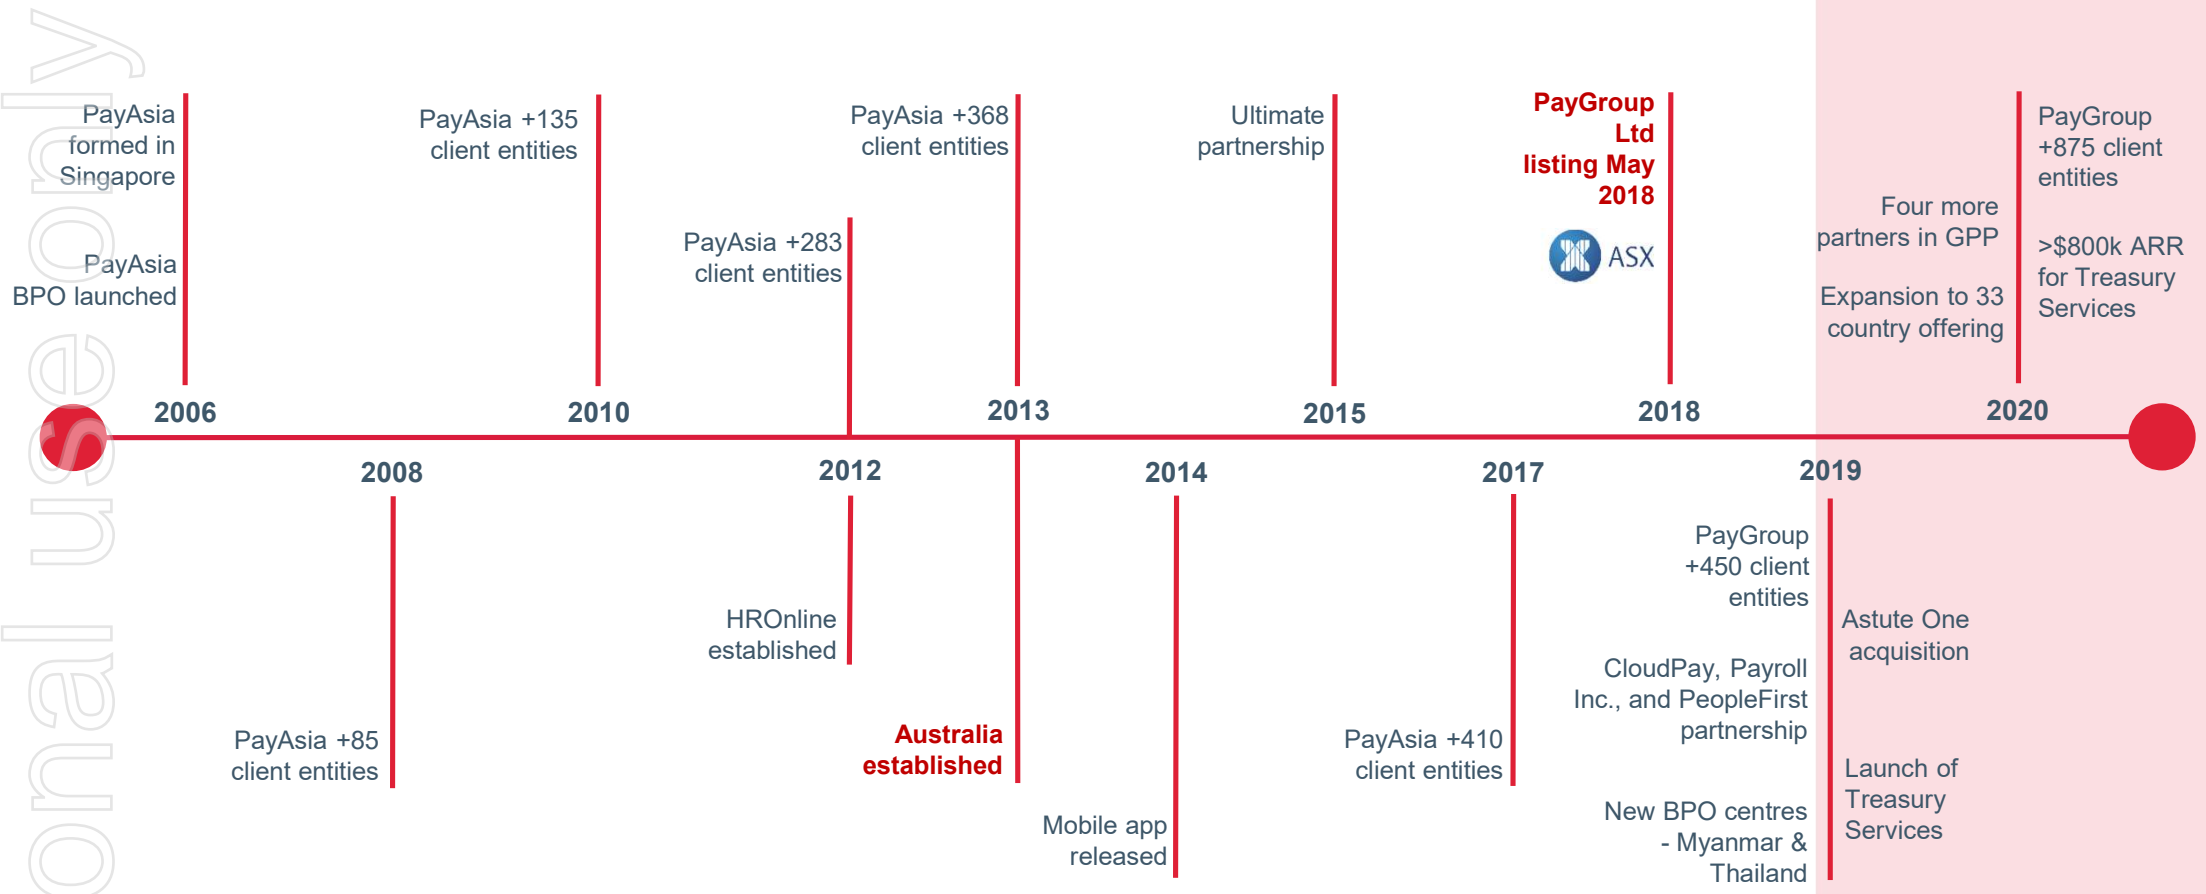 PayAsia
formed in
Singapore
PayAsia
BPO launched
2006
PayAsia +85
client entities
2008
PayAsia +135
client entities
2010
PayAsia +283
client entities
2012
HROnline
established
PayAsia +368
client entities
2013
Australia
established
2014
Mobile app
released
Ultimate
partnership
2015
2017
PayAsia +410
client entities
PayGroup
Ltd
listing May
2018
ASX
2018
2019
PayGroup
+450 client
entities
CloudPay, Payroll
Inc., and PeopleFirst
partnership
New BPO centres
- Myanmar &
Thailand
Astute One
acquisition
Launch of
Treasury
Services
Four more
partners in GPP
Expansion to 33
country offering
2020
PayGroup
+875 client
entities
>$800k ARR
for Treasury
Services
onal use only